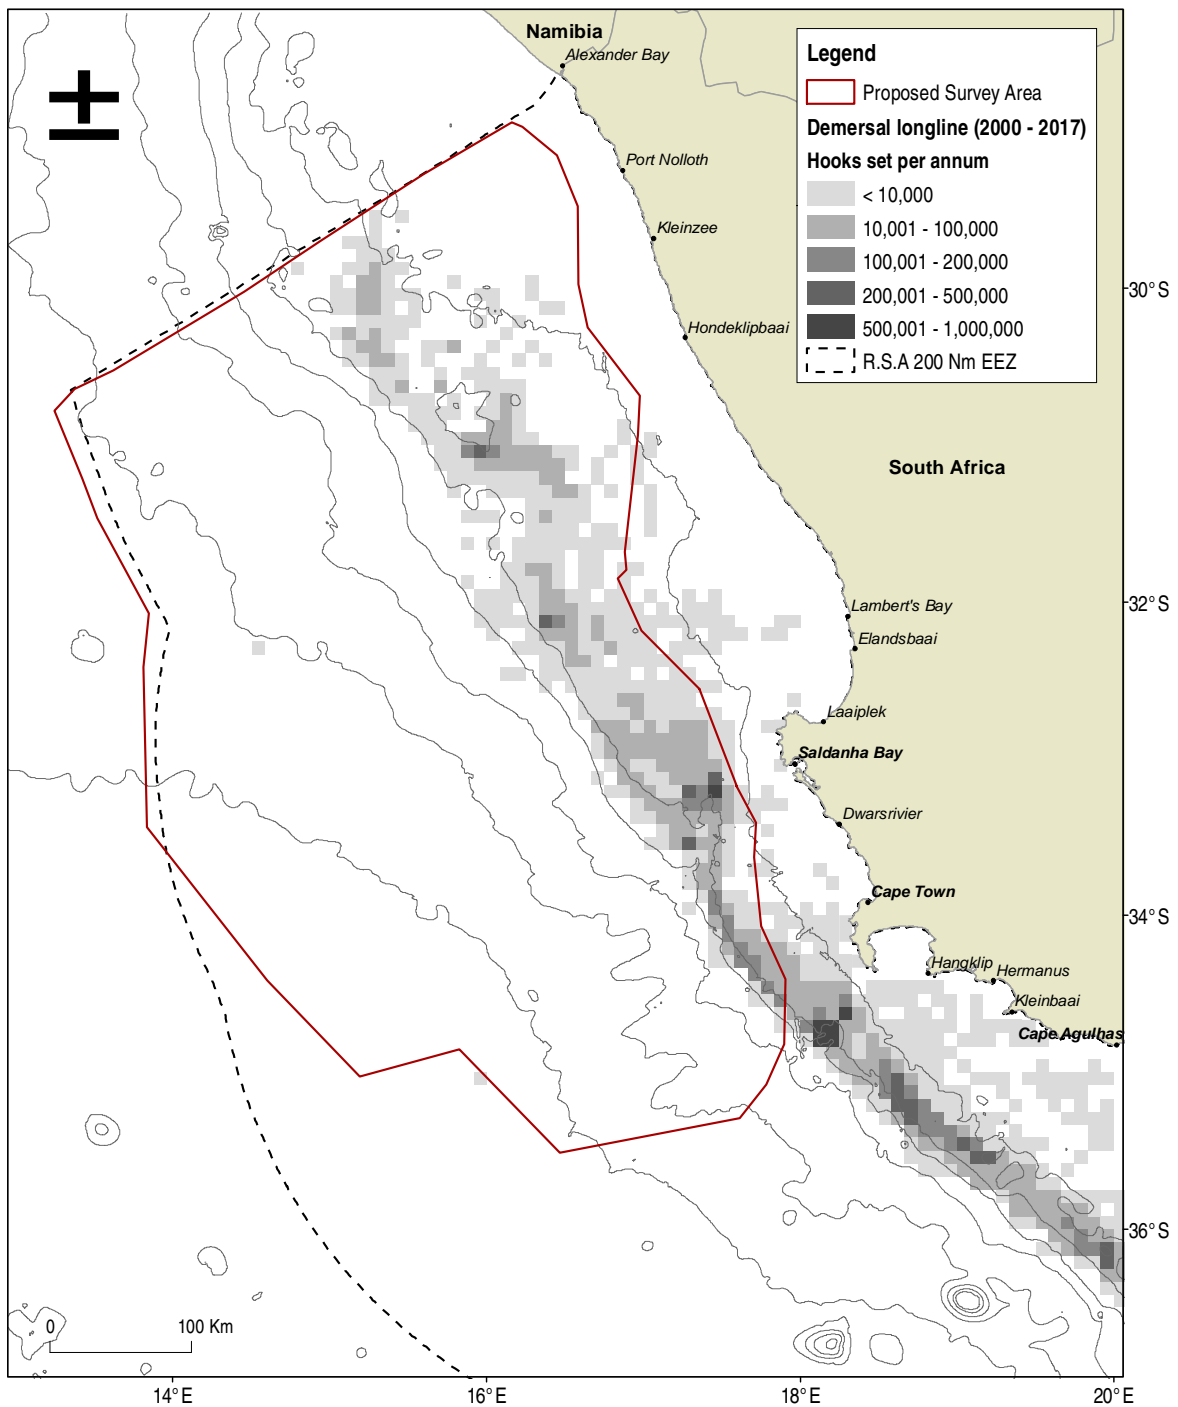 Namibia
Alexander Bay
Port Nolloth
Kleinzee
Hondeklipbaai
South Africa
Lambert's Bay
Elandsbaai
Laaiplek
Saldanha Bay
Dwarsrivier
Cape Town
Hangklip
Hermanus
Kleinbaai
Cape Agulhas
Legend
Proposed Survey Area
Demersal longline (2000 - 2017)
Hooks set per annum
< 10,000
10,001 - 100,000
100,001 - 200,000
200,001 - 500,000
500,001 - 1,000,000
R.S.A 200 Nm EEZ
30°S
32°S
34°S
36°S
0 100 Km
14°E 16°E 18°E 20°E